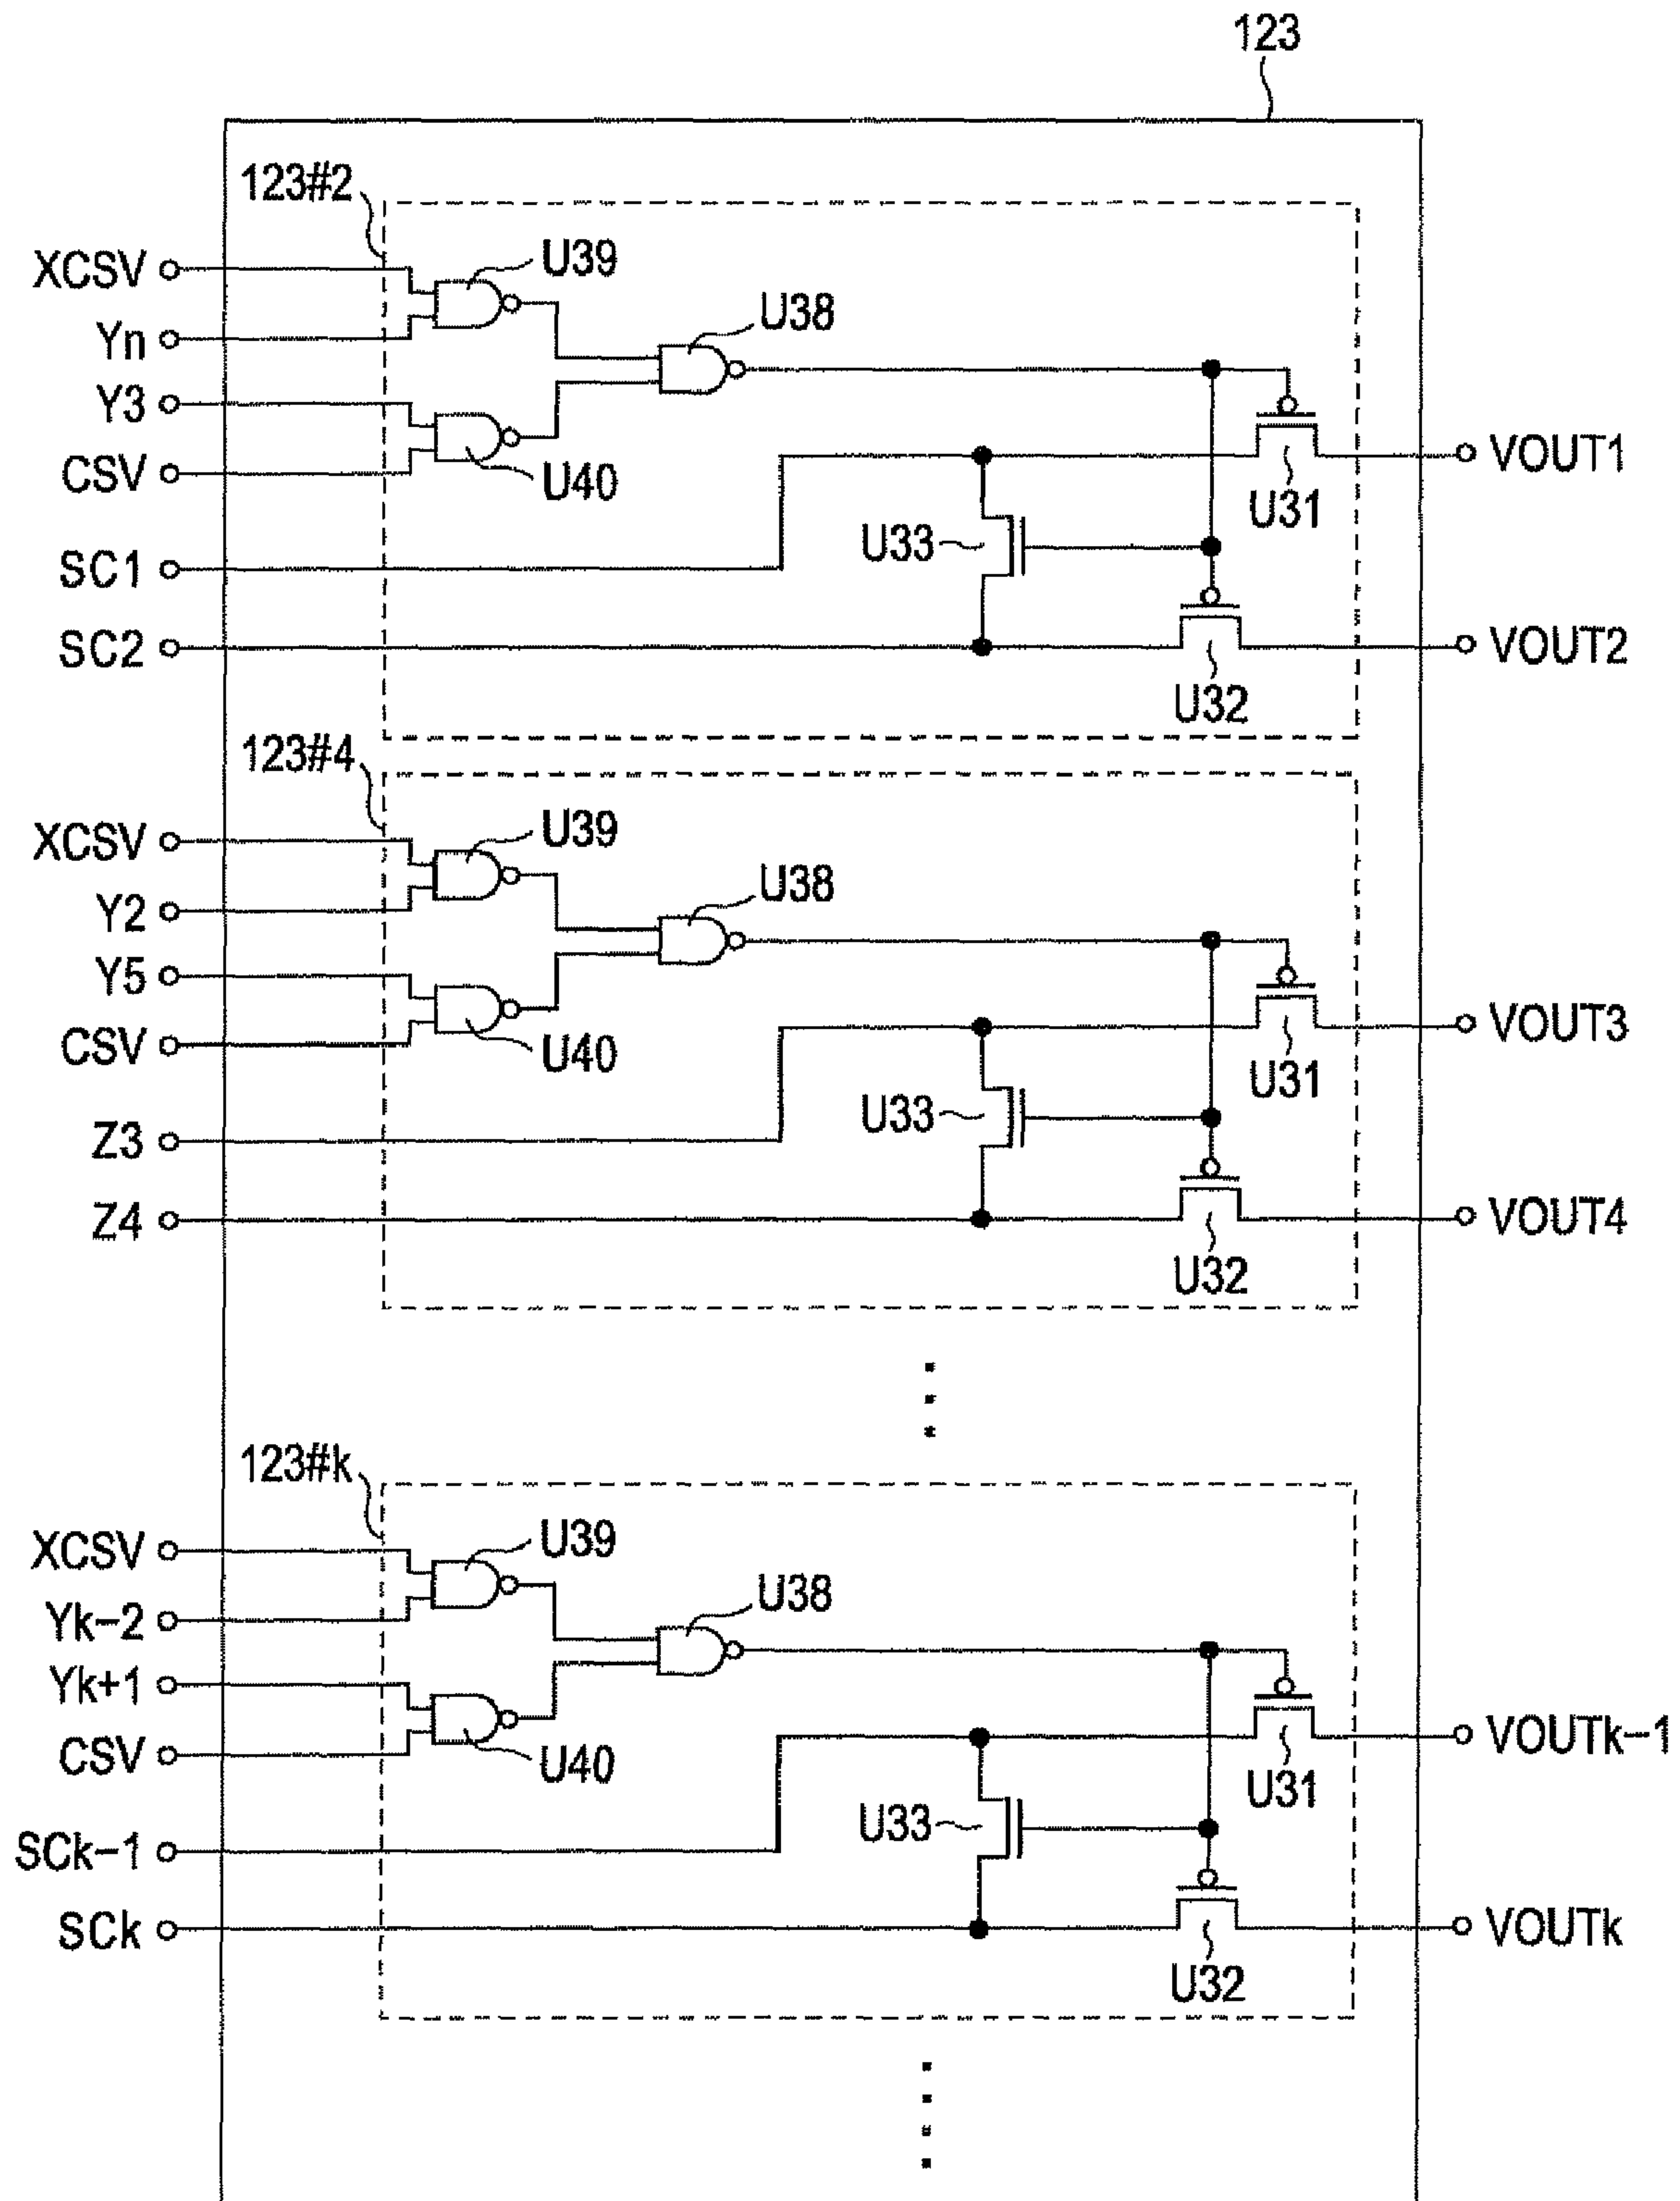 123
123#2
XCSV
U39
Yn
U38
Y3
CSV
U40
VOUT1
U31
U33
SC1
SC2
VOUT2
U32
123#4
XCSV
U39
Y2
U38
Y5
CSV
U40
VOUT3
U31
U33
Z3
Z4
VOUT4
U32
123#k
XCSV
U39
Yk-2
U38
Yk+1
CSV
U40
VOUTk-1
U31
U33
SCk-1
SCk
VOUTk
U32